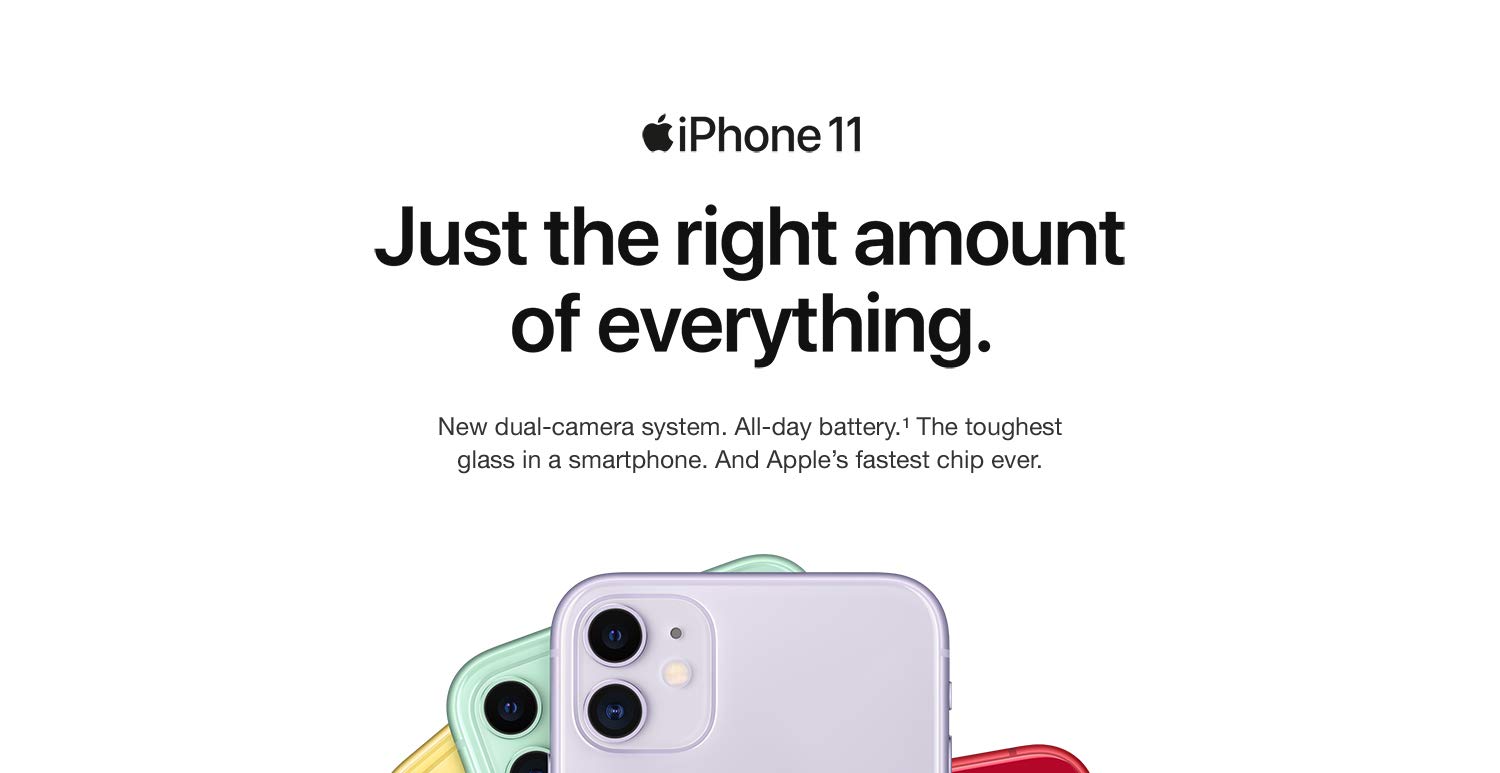 iPhone 11
Just the right amount
of everything.
New dual-camera system. All-day battery.¹ The toughest
glass in a smartphone. And Apple’s fastest chip ever.